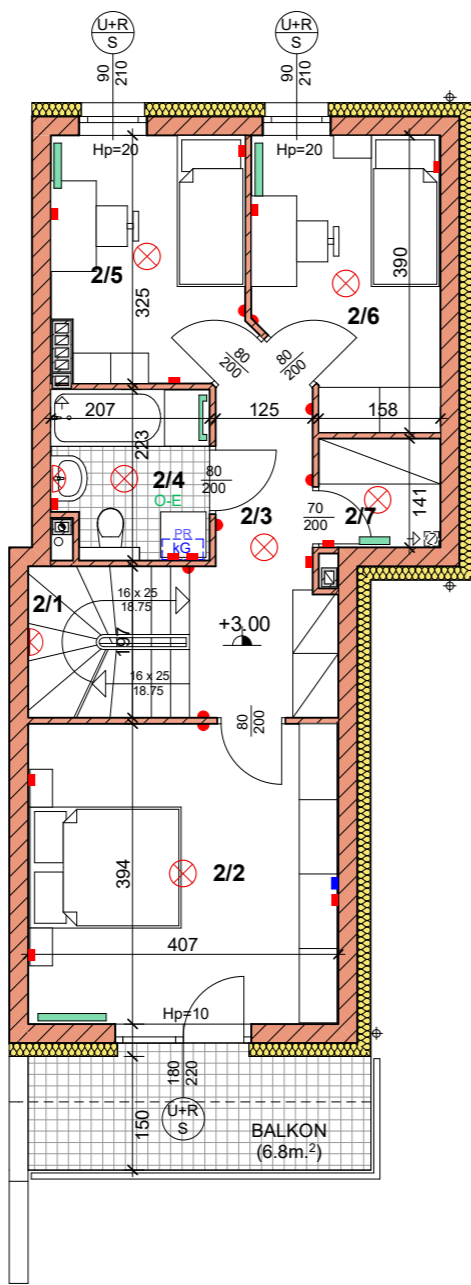 U+R
S
U+R
S
90
210
90
210
Hp=20
Hp=20
2/5
325
2/6
390
80
200
80
200
207
125
158
223
2/4
O-E
80
200
2/3
70
200
2/7
141
PR
kG
2/1
16 x 25
18.75
197
+3.00
16 x 25
18.75
80
200
394
2/2
407
Hp=10
180
220
U+R
S
150
BALKON
(6.8m.²)